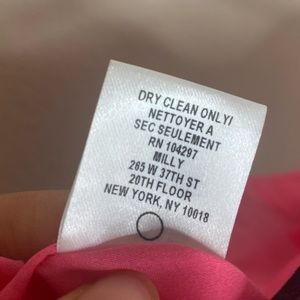 DRY CLEAN ONLY!
NETTOYER A
SEC SEULEMENT
RN 104297
MILLY
265 W 37TH ST
20TH FLOOR
NEW YORK, NY 10018